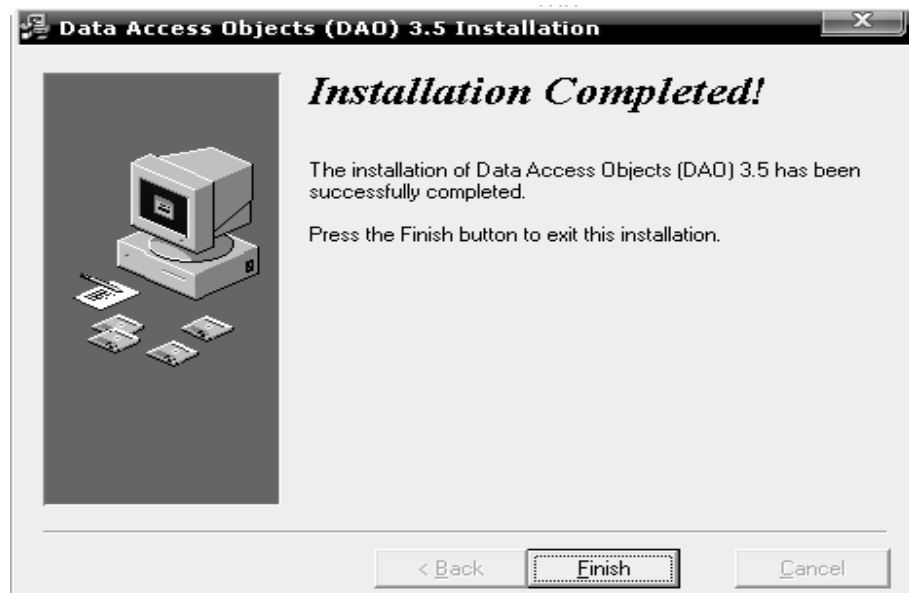 Data Access Objects (DAO) 3.5 Installation
Installation Completed!
The installation of Data Access Objects (DAO) 3.5 has been
successfully completed.
Press the Finish button to exit this installation.
< Back
Finish
Cancel